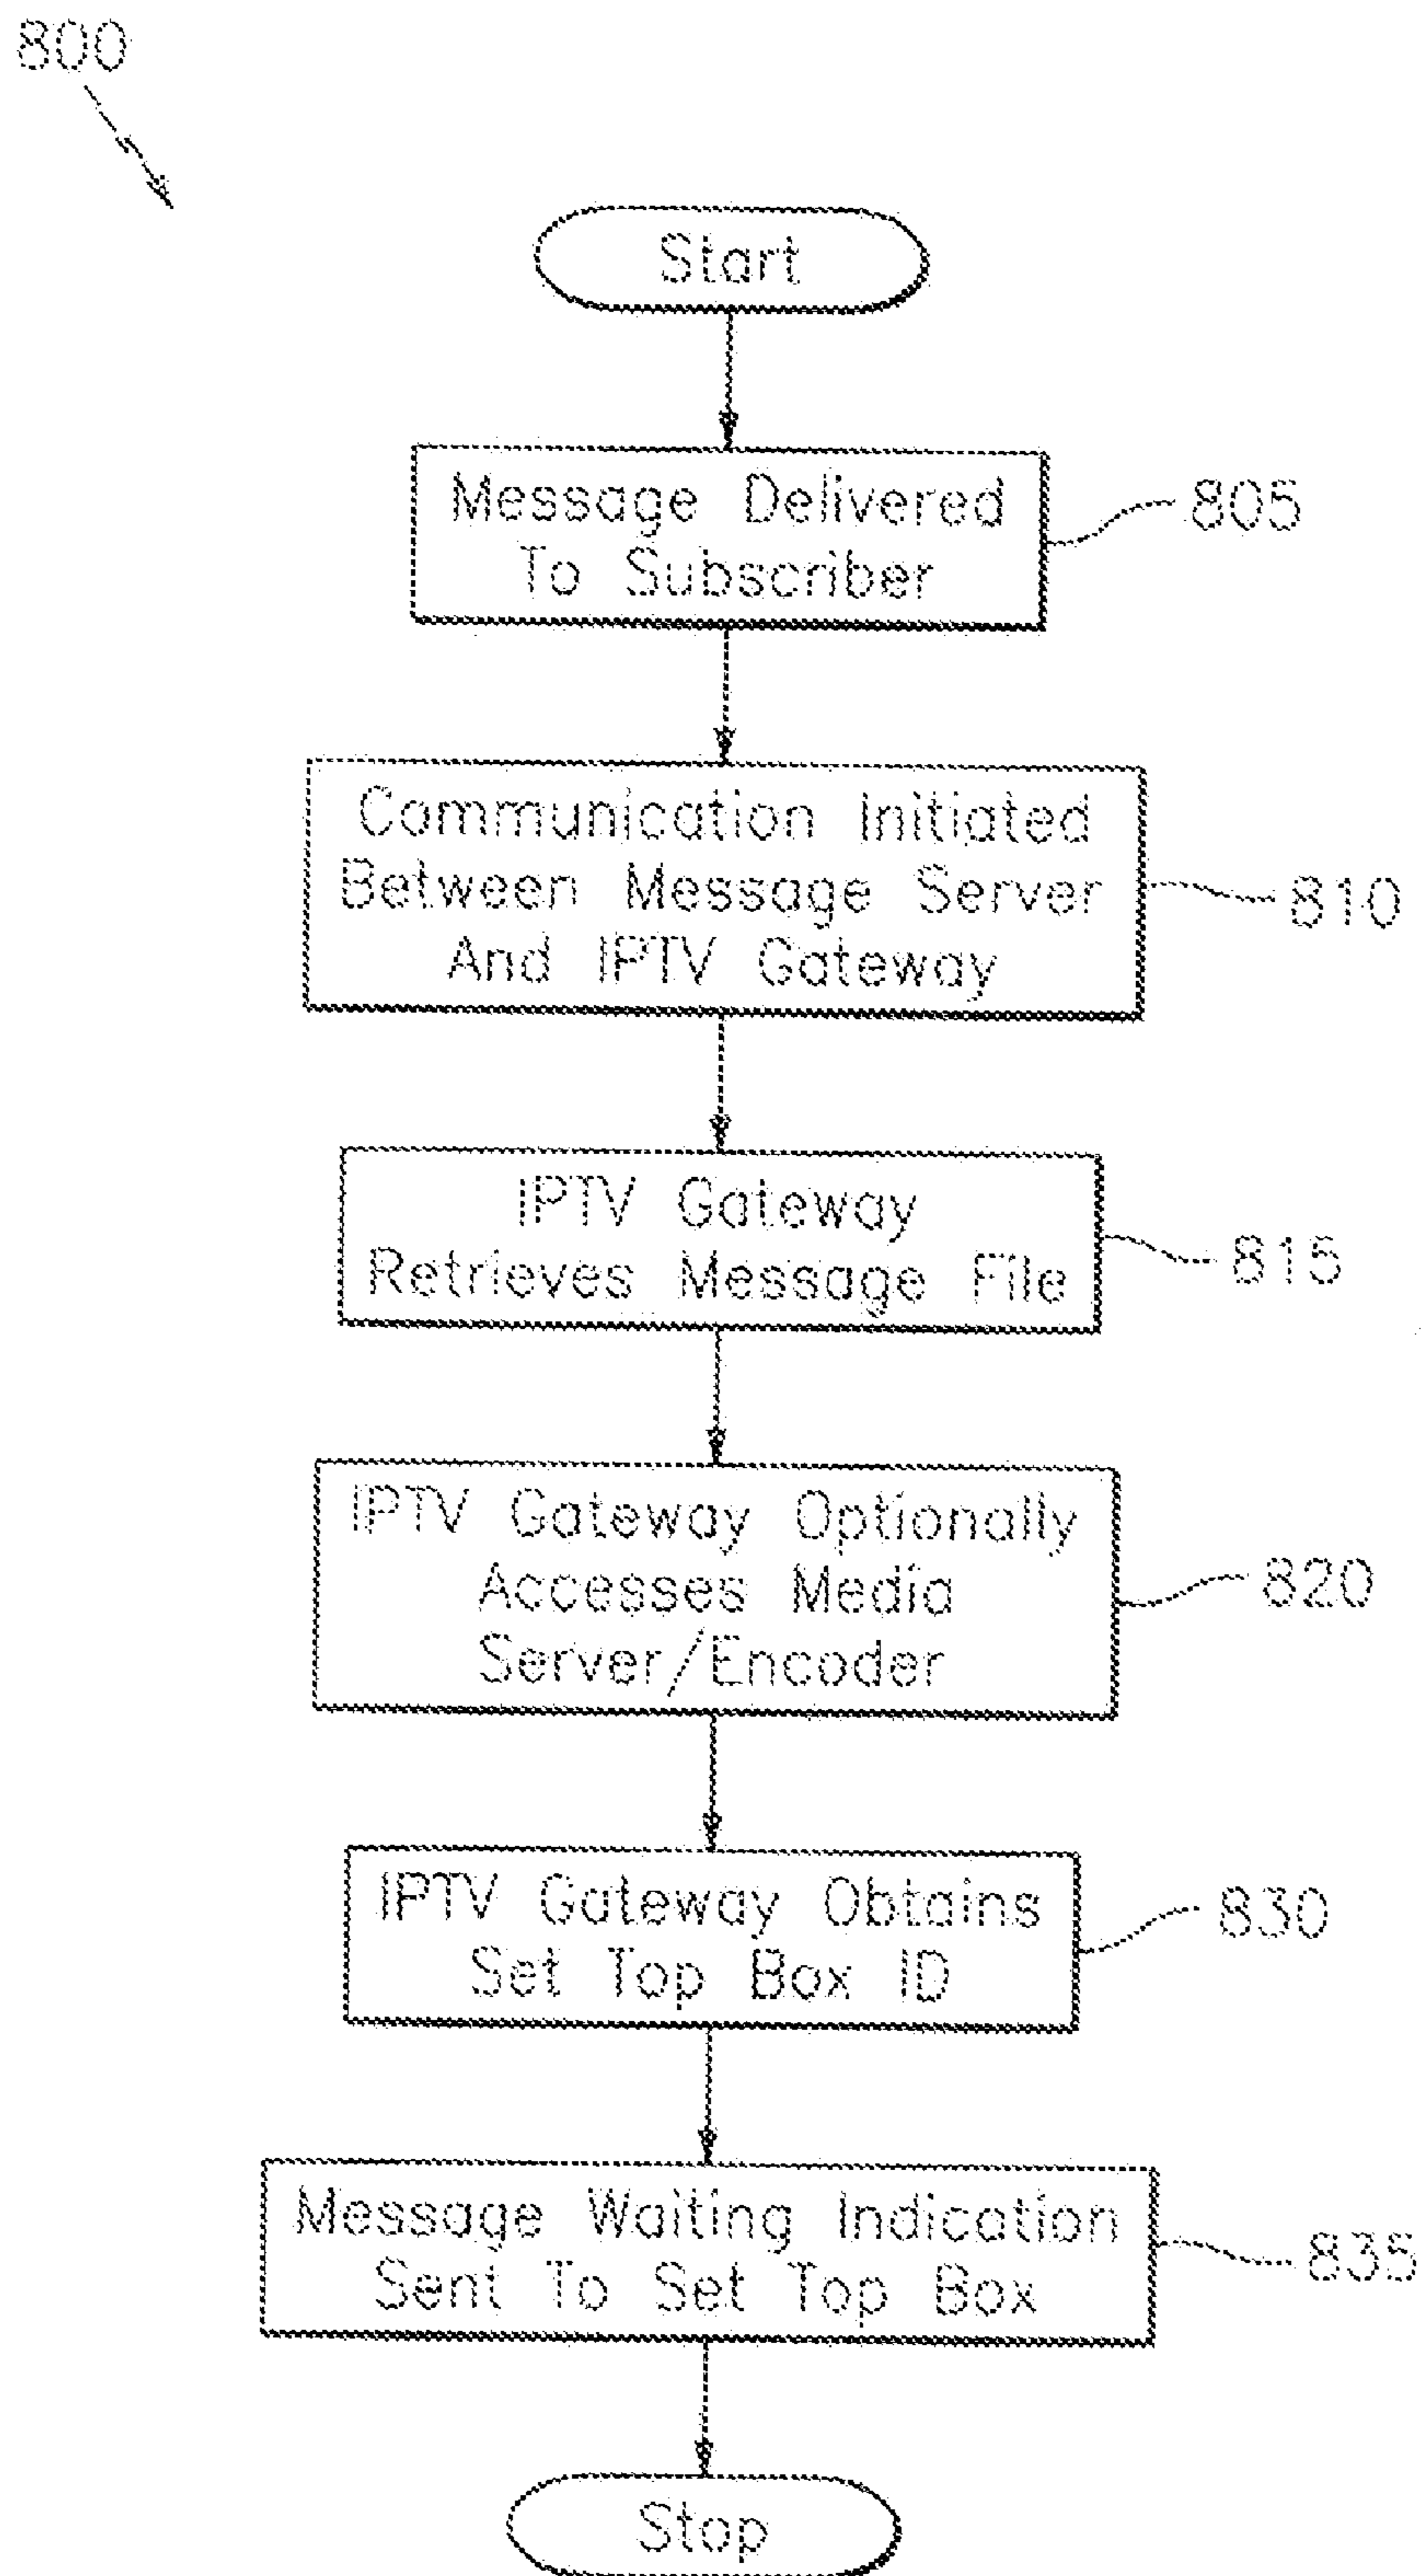 800
Start
Message Delivered
To Subscriber
805
Communication Initiated
Between Message Server
And IPTV Gateway
810
IPTV Gateway
Retrieves Message File
815
IPTV Gateway Optionally
Accesses Media
Server/Encoder
820
IPTV Gateway Obtains
Set Top Box ID
830
Message Waiting Indication
Sent To Set Top Box
835
Stop